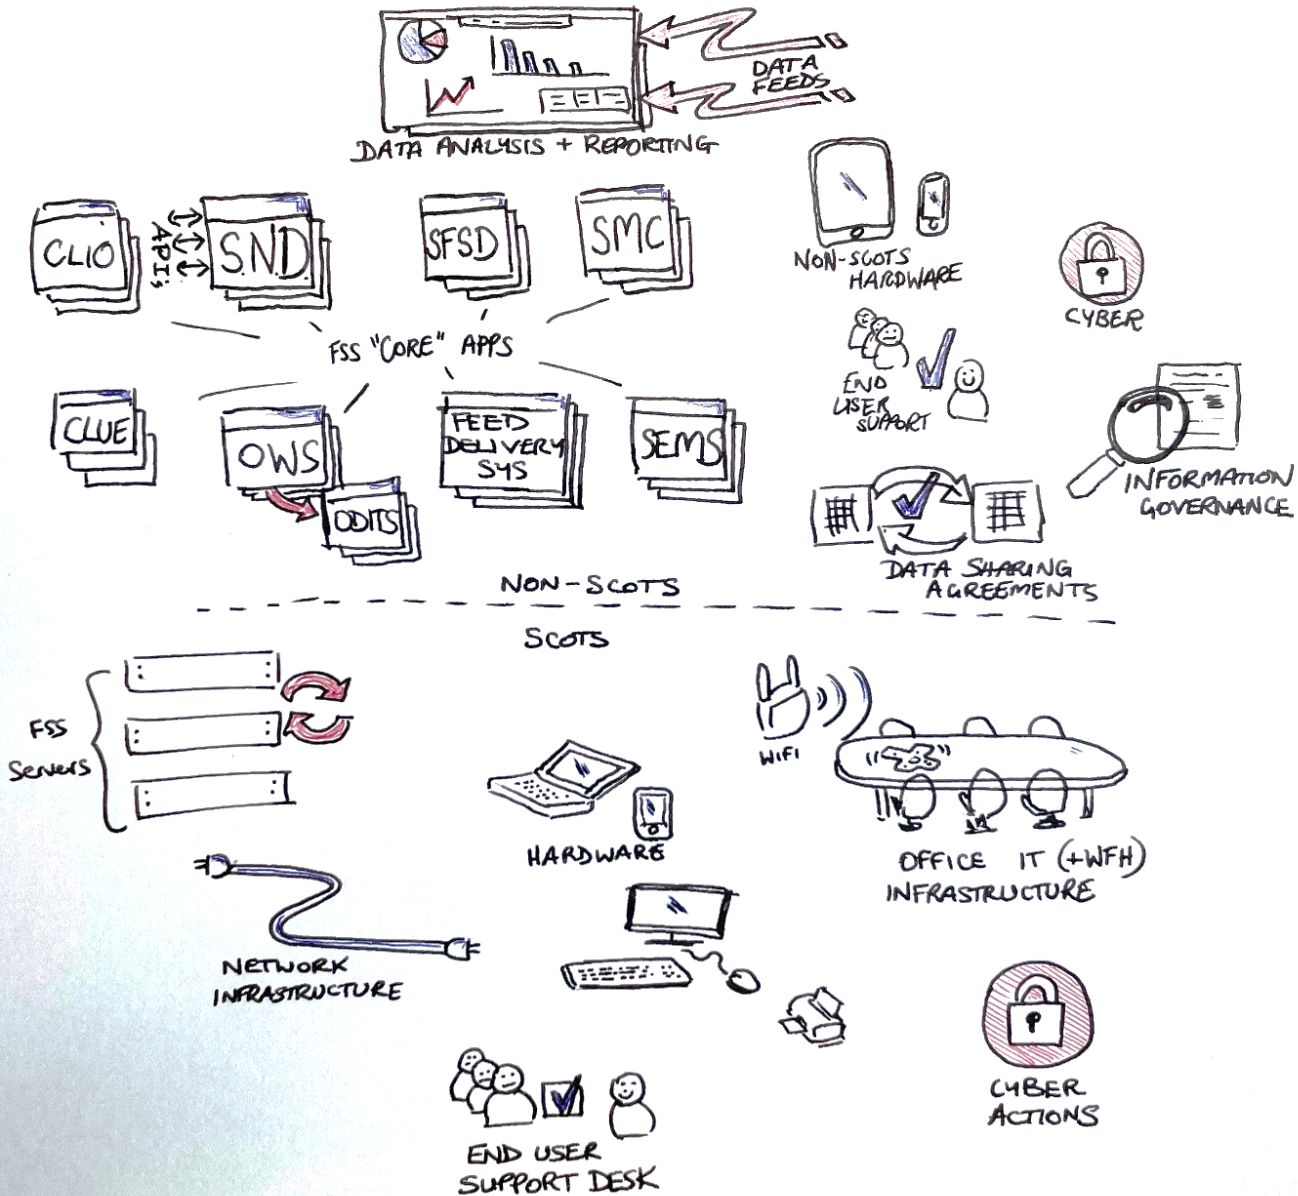 DATA
FEEDS
DATA ANALYSIS + REPORTING
CLIO
APIs
SND
SFSD
SMC
NON-SCOTS
HARDWARE
CYBER
FSS "CORE" APPS
END
USER
SUPPORT
CLUE
OWS
FEED
DELIVERY
SYS
SEMS
ODITS
INFORMATION
GOVERNANCE
DATA SHARING
AGREEMENTS
NON-SCOTS
SCOTS
FSS
Servers
WIFI
HARDWARE
OFFICE IT (+WFH)
INFRASTRUCTURE
NETWORK
INFRASTRUCTURE
CYBER
ACTIONS
END USER
SUPPORT DESK